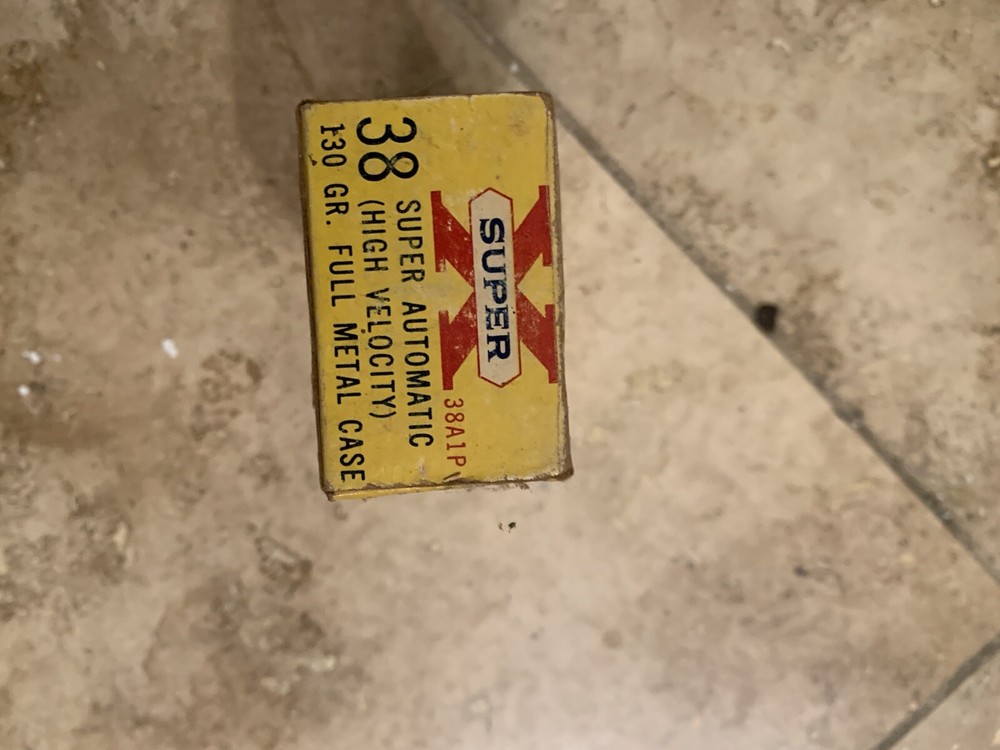 SUPER X
38A1P
38 SUPER AUTOMATIC
(HIGH VELOCITY)
130 GR. FULL METAL CASE